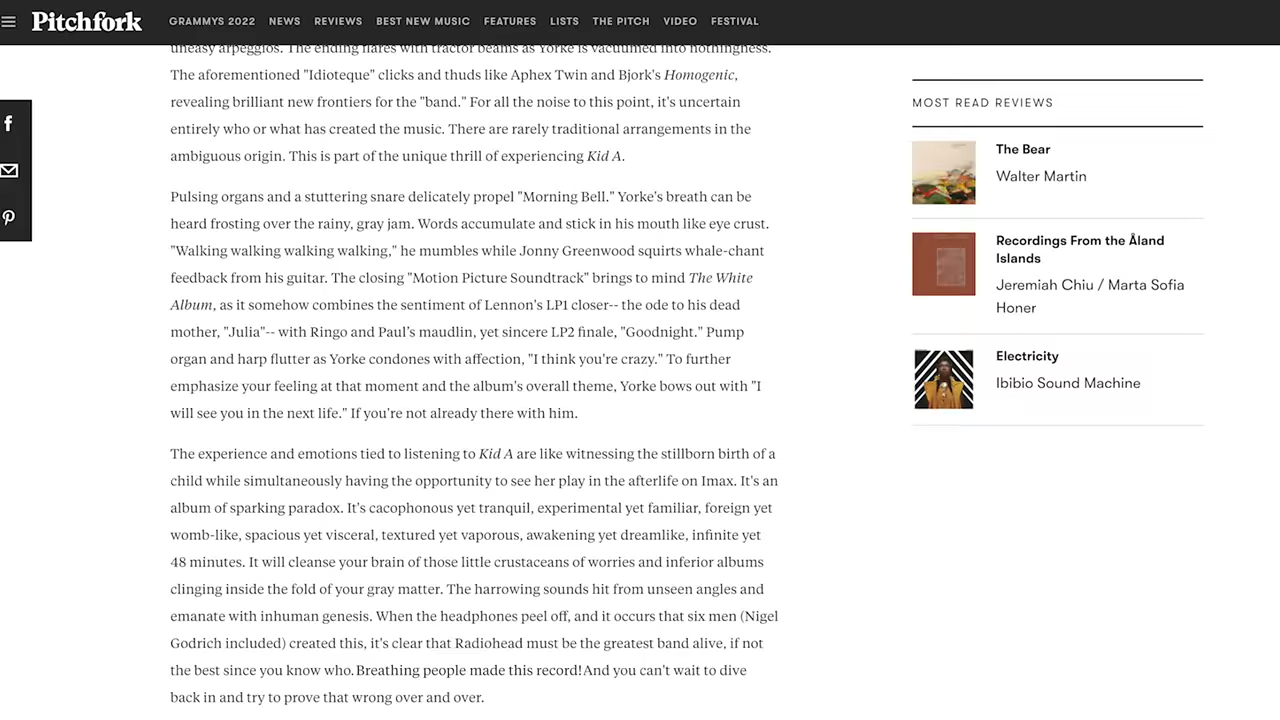 Pitchfork
GRAMMYS 2022 NEWS REVIEWS BEST NEW MUSIC FEATURES LISTS THE PITCH VIDEO FESTIVAL
uneasy arpeggios. The ending flares with tractor beams as Yorke is vacuumed into nothingness.
The aforementioned "Idioteque" clicks and thuds like Aphex Twin and Bjork's Homogenic,
revealing brilliant new frontiers for the "band." For all the noise to this point, it's uncertain
entirely who or what has created the music. There are rarely traditional arrangements in the
ambiguous origin. This is part of the unique thrill of experiencing Kid A.
Pulsing organs and a stuttering snare delicately propel "Morning Bell." Yorke's breath can be
heard frosting over the rainy, gray jam. Words accumulate and stick in his mouth like eye crust.
"Walking walking walking walking," he mumbles while Jonny Greenwood squirts whale-chant
feedback from his guitar. The closing "Motion Picture Soundtrack" brings to mind The White
Album, as it somehow combines the sentiment of Lennon's LP1 closer-- the ode to his dead
mother, "Julia"-- with Ringo and Paul's maudlin, yet sincere LP2 finale, "Goodnight." Pump
organ and harp flutter as Yorke condones with affection, "I think you're crazy." To further
emphasize your feeling at that moment and the album's overall theme, Yorke bows out with "I
will see you in the next life." If you're not already there with him.
The experience and emotions tied to listening to Kid A are like witnessing the stillborn birth of a
child while simultaneously having the opportunity to see her play in the afterlife on Imax. It's an
album of sparking paradox. It's cacophonous yet tranquil, experimental yet familiar, foreign yet
womb-like, spacious yet visceral, textured yet vaporous, awakening yet dreamlike, infinite yet
48 minutes. It will cleanse your brain of those little crustaceans of worries and inferior albums
clinging inside the fold of your gray matter. The harrowing sounds hit from unseen angles and
emanate with inhuman genesis. When the headphones peel off, and it occurs that six men (Nigel
Godrich included) created this, it's clear that Radiohead must be the greatest band alive, if not
the best since you know who. Breathing people made this record! And you can't wait to dive
back in and try to prove that wrong over and over.
MOST READ REVIEWS
The Bear
Walter Martin
Recordings From the Åland
Islands
Jeremiah Chiu / Marta Sofia
Honer
Electricity
Ibibio Sound Machine